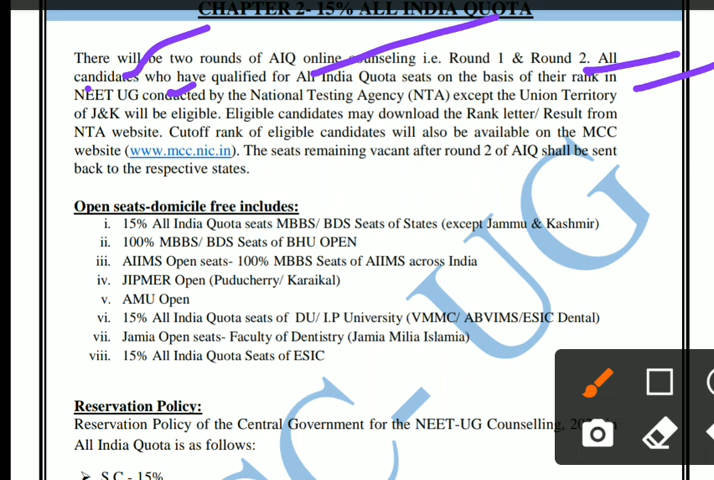 CHAPTER 2- 15% ALL INDIA QUOTA
There will be two rounds of AIQ online counseling i.e. Round 1 & Round 2. All
candidates who have qualified for All India Quota seats on the basis of their rank in
NEET UG conducted by the National Testing Agency (NTA) except the Union Territory
of J&K will be eligible. Eligible candidates may download the Rank letter/ Result from
NTA website. Cutoff rank of eligible candidates will also be available on the MCC
website (www.mcc.nic.in). The seats remaining vacant after round 2 of AIQ shall be sent
back to the respective states.
Open seats-domicile free includes:
i. 15% All India Quota seats MBBS/ BDS Seats of States (except Jammu & Kashmir)
ii. 100% MBBS/ BDS Seats of BHU OPEN
iii. AIIMS Open seats- 100% MBBS Seats of AIIMS across India
iv. JIPMER Open (Puducherry/ Karaikal)
v. AMU Open
vi. 15% All India Quota seats of DU/ I.P University (VMMC/ ABVIMS/ESIC Dental)
vii. Jamia Open seats- Faculty of Dentistry (Jamia Milia Islamia)
viii. 15% All India Quota Seats of ESIC
Reservation Policy:
Reservation Policy of the Central Government for the NEET-UG Counselling,
All India Quota is as follows:
➢ S.C - 15%
C- UG